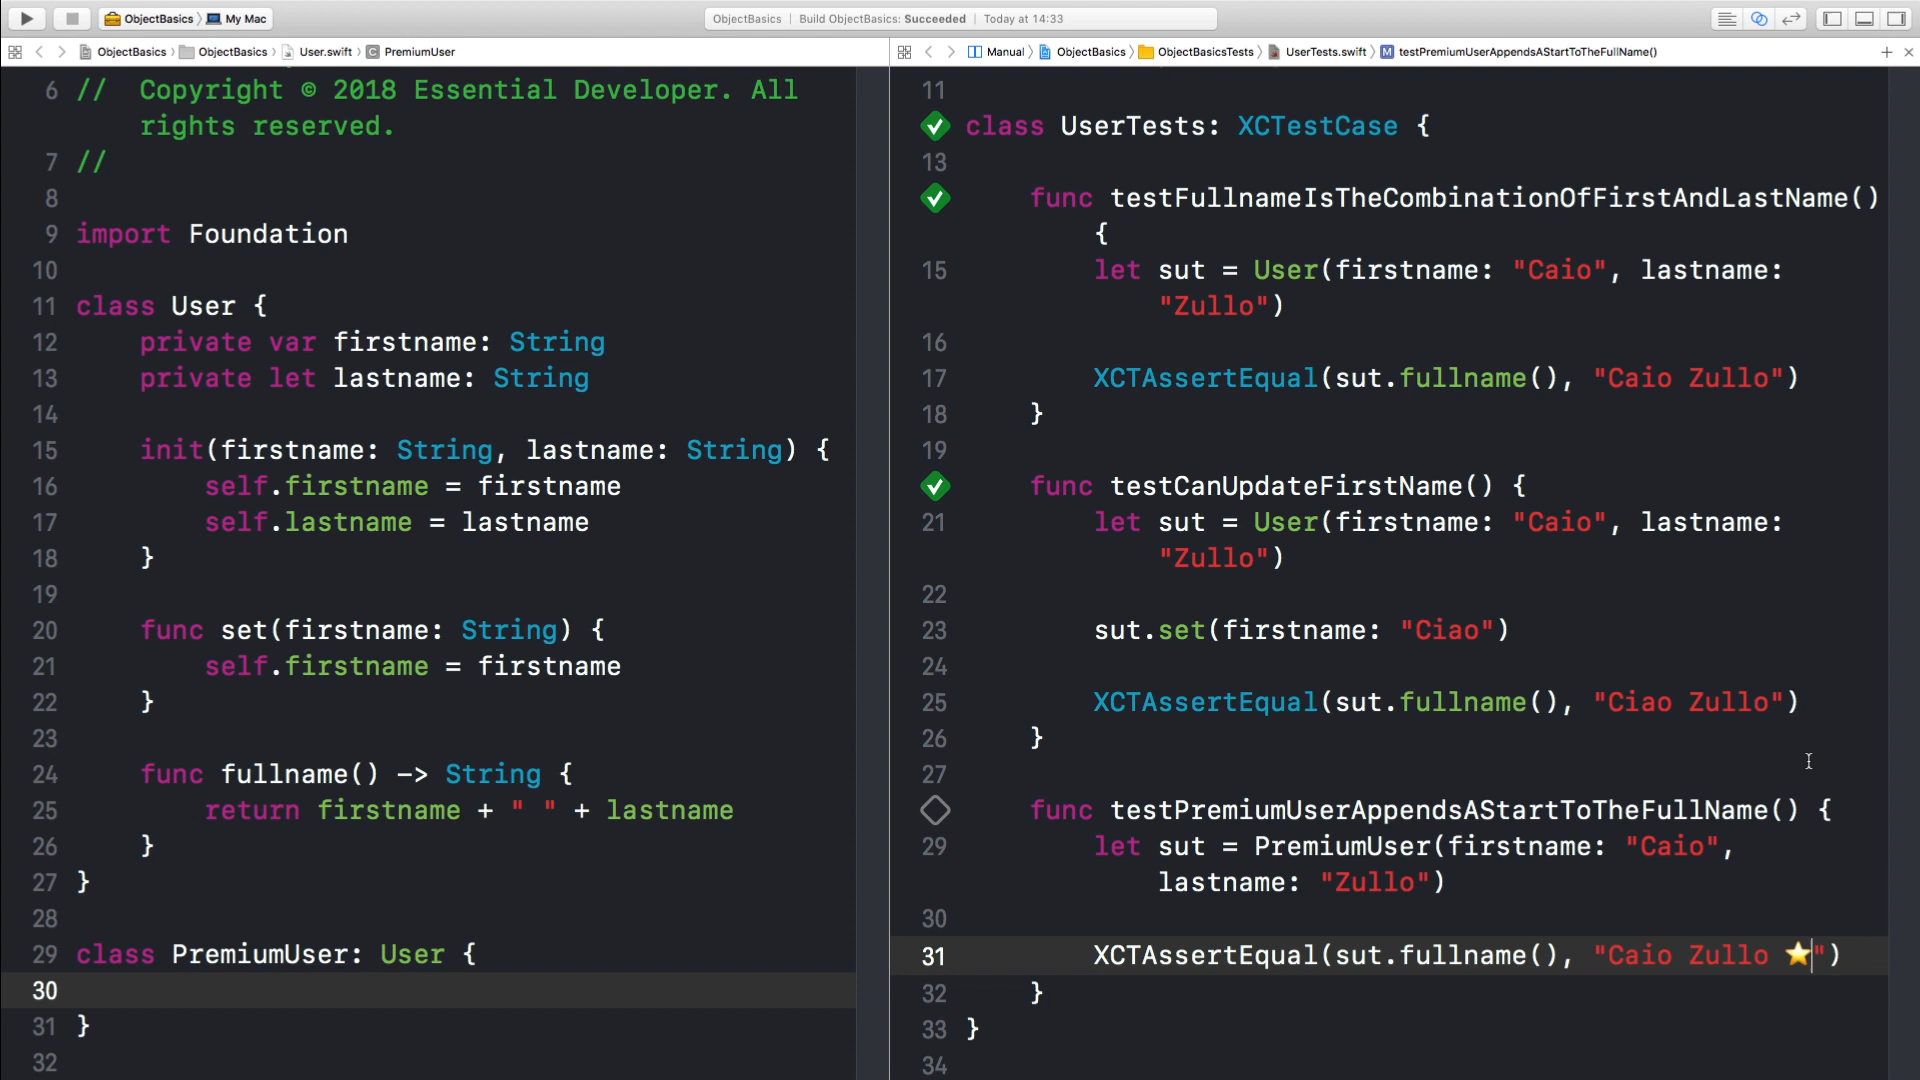 ObjectBasics › My Mac
ObjectBasics | Build ObjectBasics: Succeeded | Today at 14:33
ObjectBasics › ObjectBasics › User.swift › C PremiumUser
6 //  Copyright © 2018 Essential Developer. All
rights reserved.
7 //
8
9 import Foundation
10
11 class User {
12 private var firstname: String
13 private let lastname: String
14
15 init(firstname: String, lastname: String) {
16 self.firstname = firstname
17 self.lastname = lastname
18 }
19
20 func set(firstname: String) {
21 self.firstname = firstname
22 }
23
24 func fullname() -> String {
25 return firstname + " " + lastname
26 }
27 }
28
29 class PremiumUser: User {
30
31 }
32
Manual › ObjectBasics › ObjectBasicsTests › UserTests.swift › M testPremiumUserAppendsAStartToTheFullName()
11
class UserTests: XCTestCase {
13
func testFullnameIsTheCombinationOfFirstAndLastName()
{
15 let sut = User(firstname: "Caio", lastname:
"Zullo")
16
17 XCTAssertEqual(sut.fullname(), "Caio Zullo")
18 }
19
func testCanUpdateFirstName() {
21 let sut = User(firstname: "Caio", lastname:
"Zullo")
22
23 sut.set(firstname: "Ciao")
24
25 XCTAssertEqual(sut.fullname(), "Ciao Zullo")
26 }
27
func testPremiumUserAppendsAStartToTheFullName() {
29 let sut = PremiumUser(firstname: "Caio",
lastname: "Zullo")
30
31 XCTAssertEqual(sut.fullname(), "Caio Zullo ⭐")
32 }
33 }
34